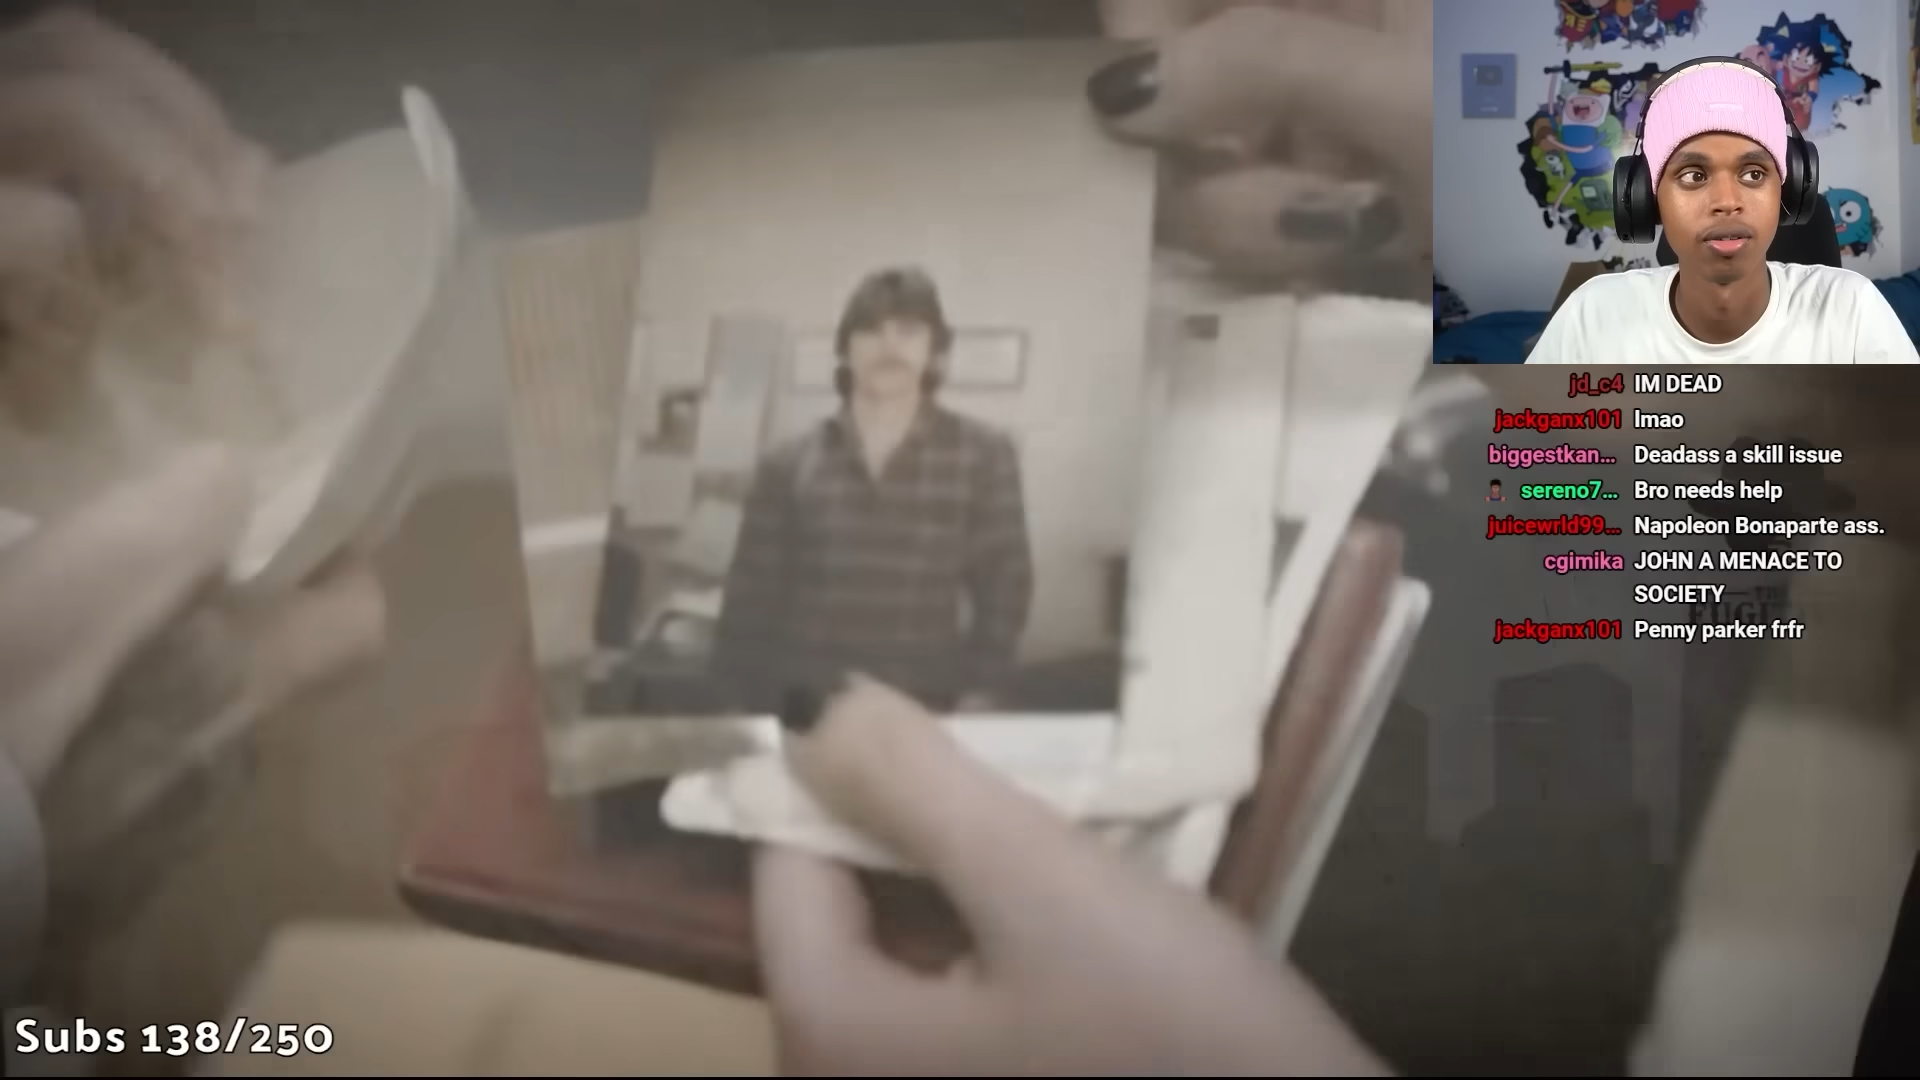 jd_c4 IM DEAD
jackganx101 lmao
biggestkan... Deadass a skill issue
sereno7... Bro needs help
juicewrld99... Napoleon Bonaparte ass.
cgimika JOHN A MENACE TO
SOCIETY
jackganx101 Penny parker frfr
Subs 138/250